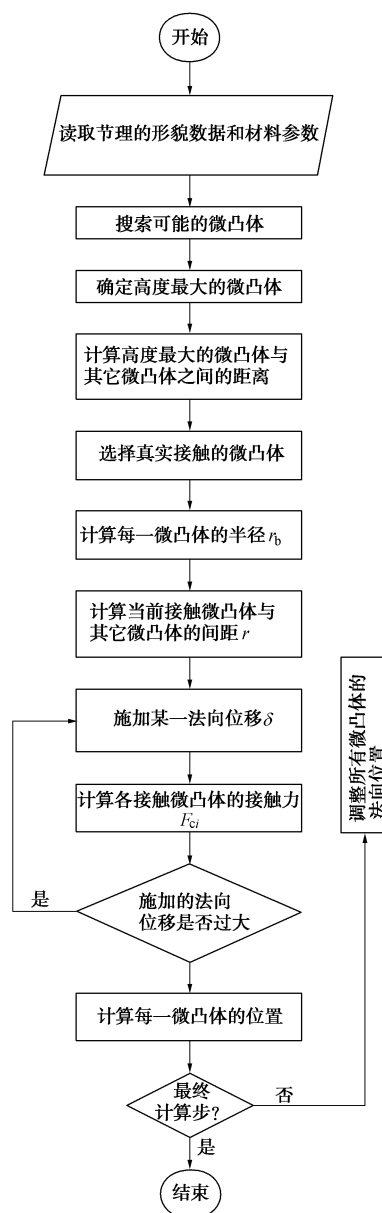 开始
读取节理的形貌数据和材料参数
搜索可能的微凸体
确定高度最大的微凸体
计算高度最大的微凸体与
其它微凸体之间的距离
选择真实接触的微凸体
计算每一微凸体的半径 rb
计算当前接触微凸体与
其它微凸体的间距 r
施加某一法向位移δ
调整所有微凸体的
法向位置
计算各接触微凸体的接触力
Fci
施加的法向
位移是否过大
是
计算每一微凸体的位置
最终
计算步？
否
是
结束